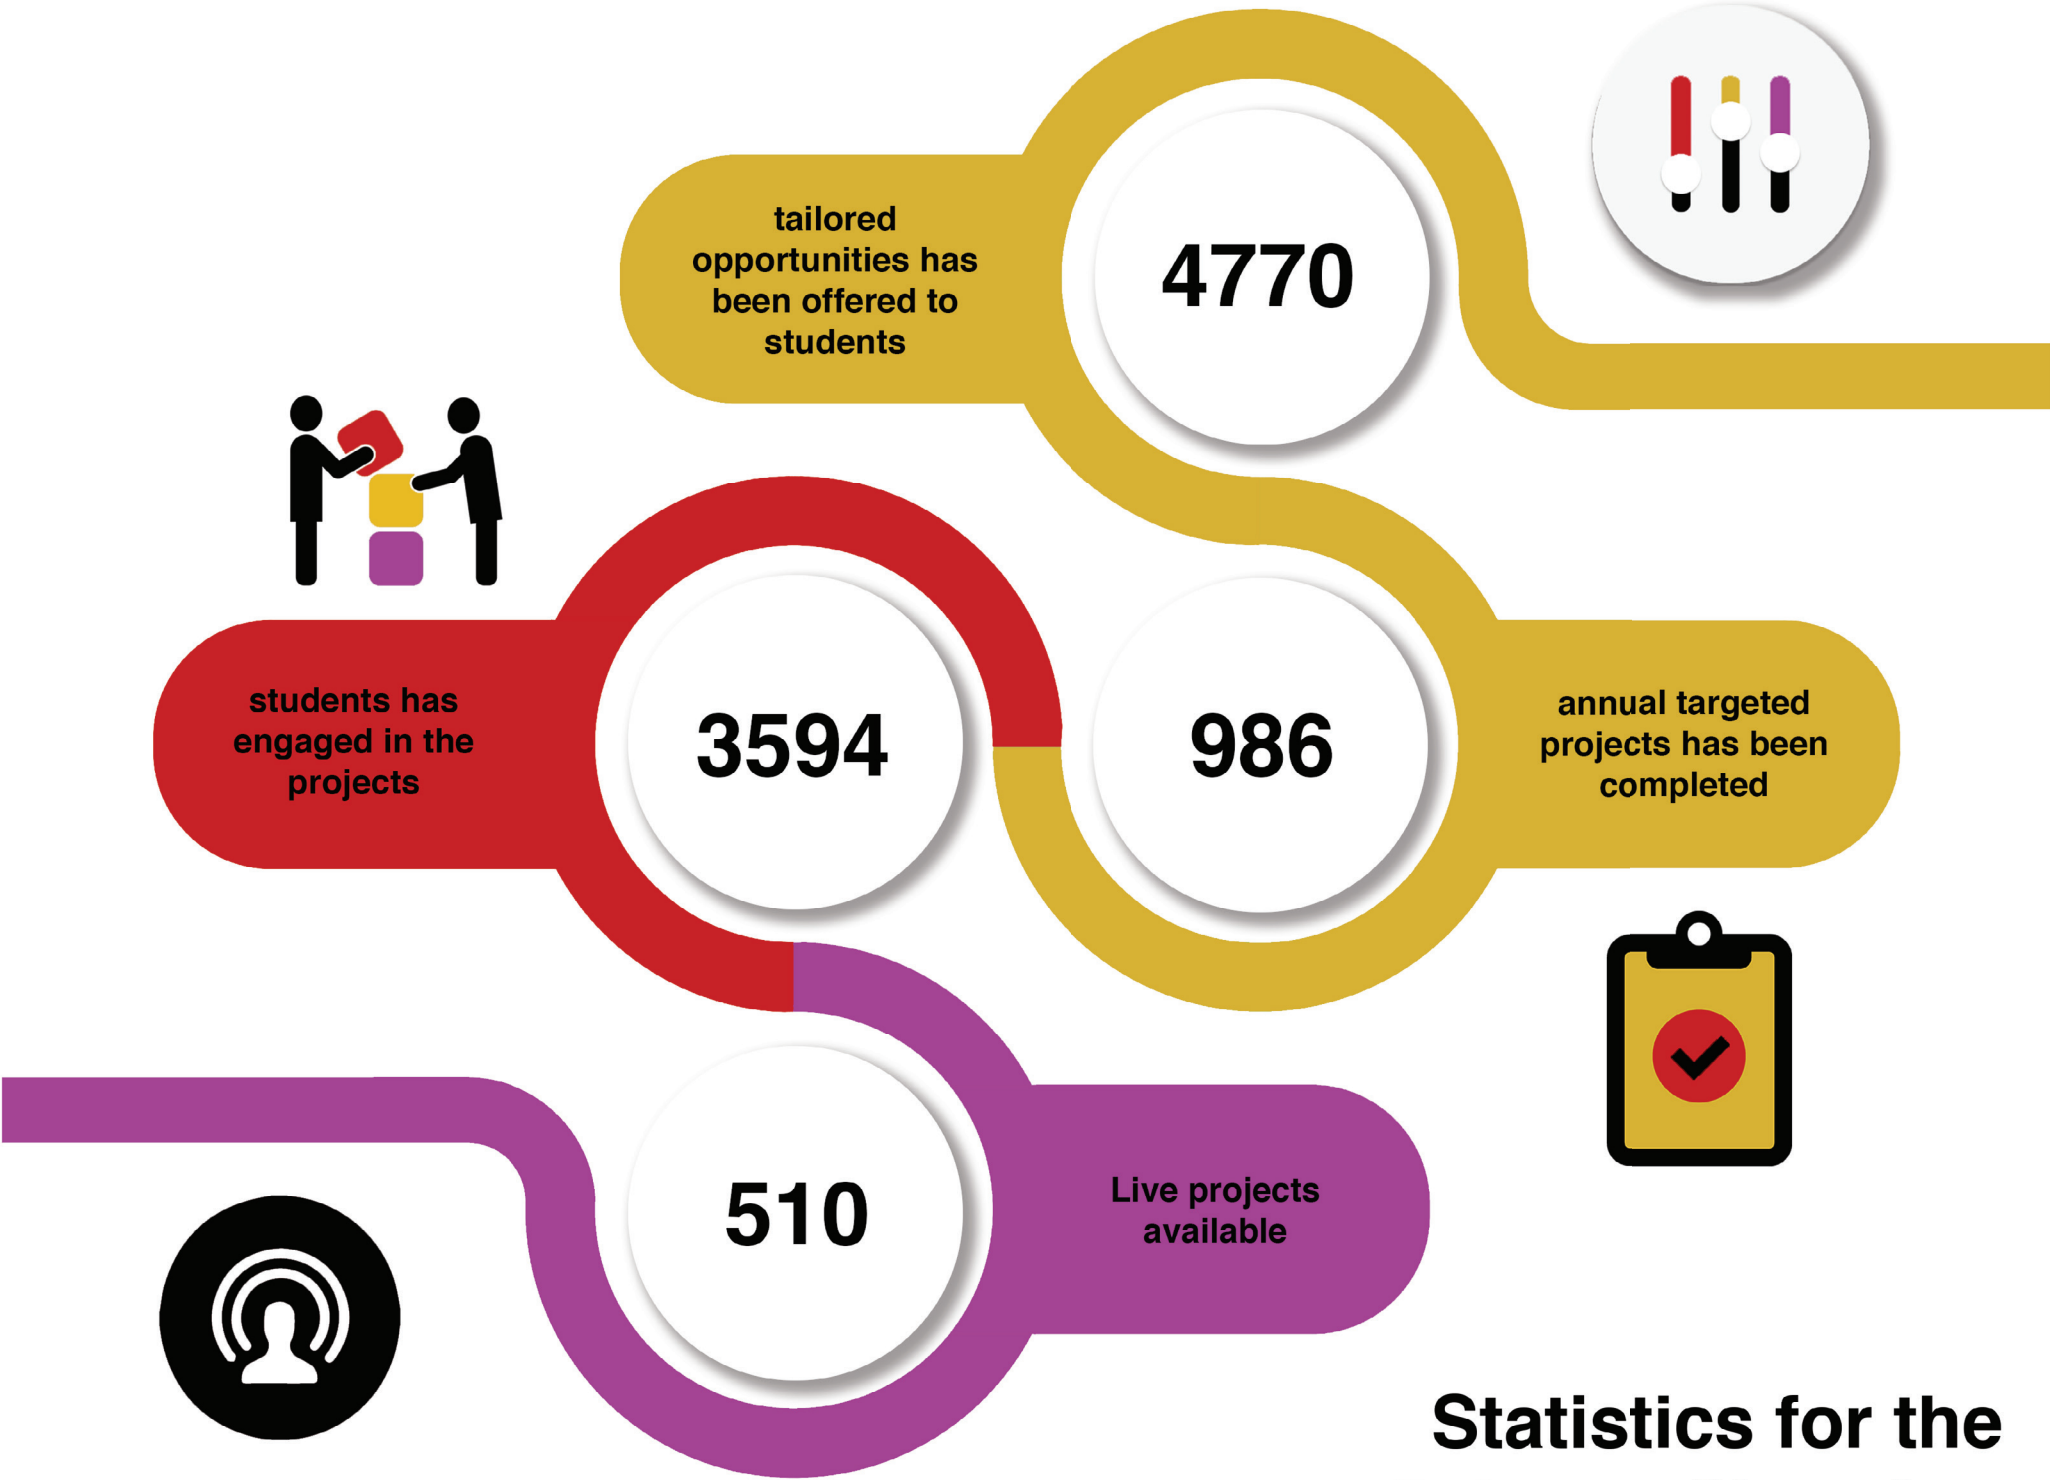 tailored
opportunities has
been offered to
students
4770
students has
engaged in the
projects
3594
986
annual targeted
projects has been
completed
510
Live projects
available
Statistics for the